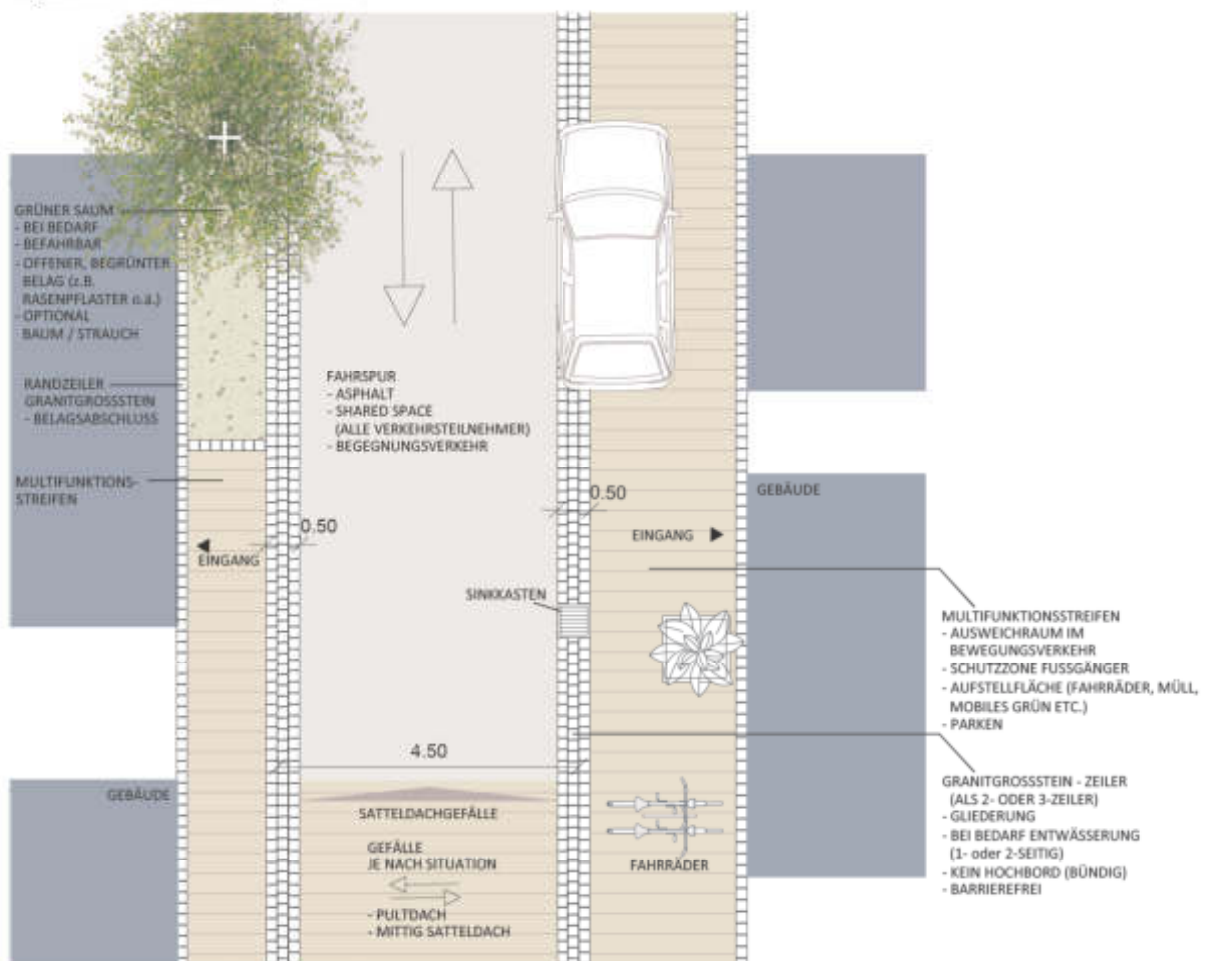 GRÜNER SAUM
- BEI BEDARF
- BEFAHRBAR
- OFFENER, BEGRÜNTER
BELAG (z.B.
RASENPFLASTER o.ä.)
- OPTIONAL
BAUM / STRAUCH
RANDZEILER
GRANITGROSSSTEIN
- BELAGSABSCHLUSS
MULTIFUNKTIONS-
STREIFEN
FAHRSPUR
- ASPHALT
- SHARED SPACE
(ALLE VERKEHRSTEILNEHMER)
- BEGEGNUNGSVERKEHR
0.50
0.50
GEBÄUDE
EINGANG
EINGANG
SINKKASTEN
MULTIFUNKTIONSSTREIFEN
- AUSWEICHRAUM IM
BEWEGUNGSVERKEHR
- SCHUTZZONE FUSSGÄNGER
- AUFSTELLFLÄCHE (FAHRRÄDER, MÜLL,
MOBILES GRÜN ETC.)
- PARKEN
4.50
GEBÄUDE
SATTELDACHGEFÄLLE
GEFÄLLE
JE NACH SITUATION
- PULTDACH
- MITTIG SATTELDACH
FAHRRÄDER
GRANITGROSSSTEIN - ZEILER
(ALS 2- ODER 3-ZEILER)
- GLIEDERUNG
- BEI BEDARF ENTWÄSSERUNG
(1- oder 2-SEITIG)
- KEIN HOCHBORD (BÜNDIG)
- BARRIEREFREI